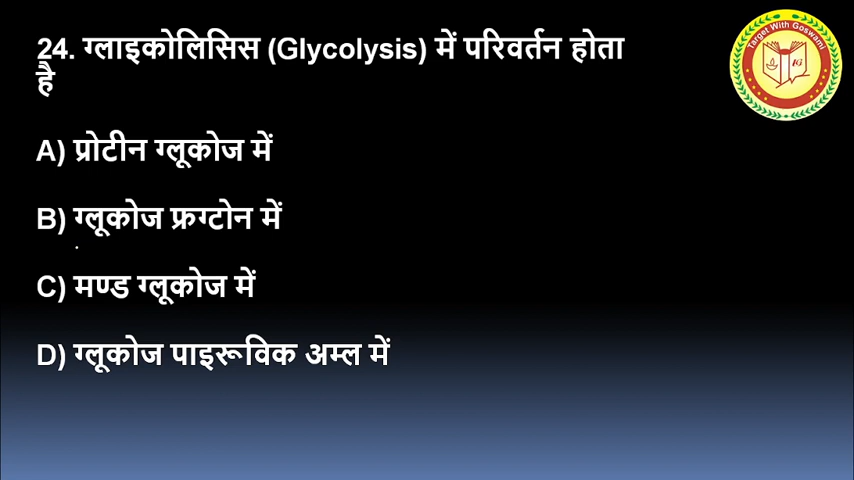 Target With Goswami
24. ग्लाइकोलिसिस (Glycolysis) में परिवर्तन होता
है
A) प्रोटीन ग्लूकोज में
B) ग्लूकोज फ्रग्टोन में
C) मण्ड ग्लूकोज में
D) ग्लूकोज पाइरूविक अम्ल में